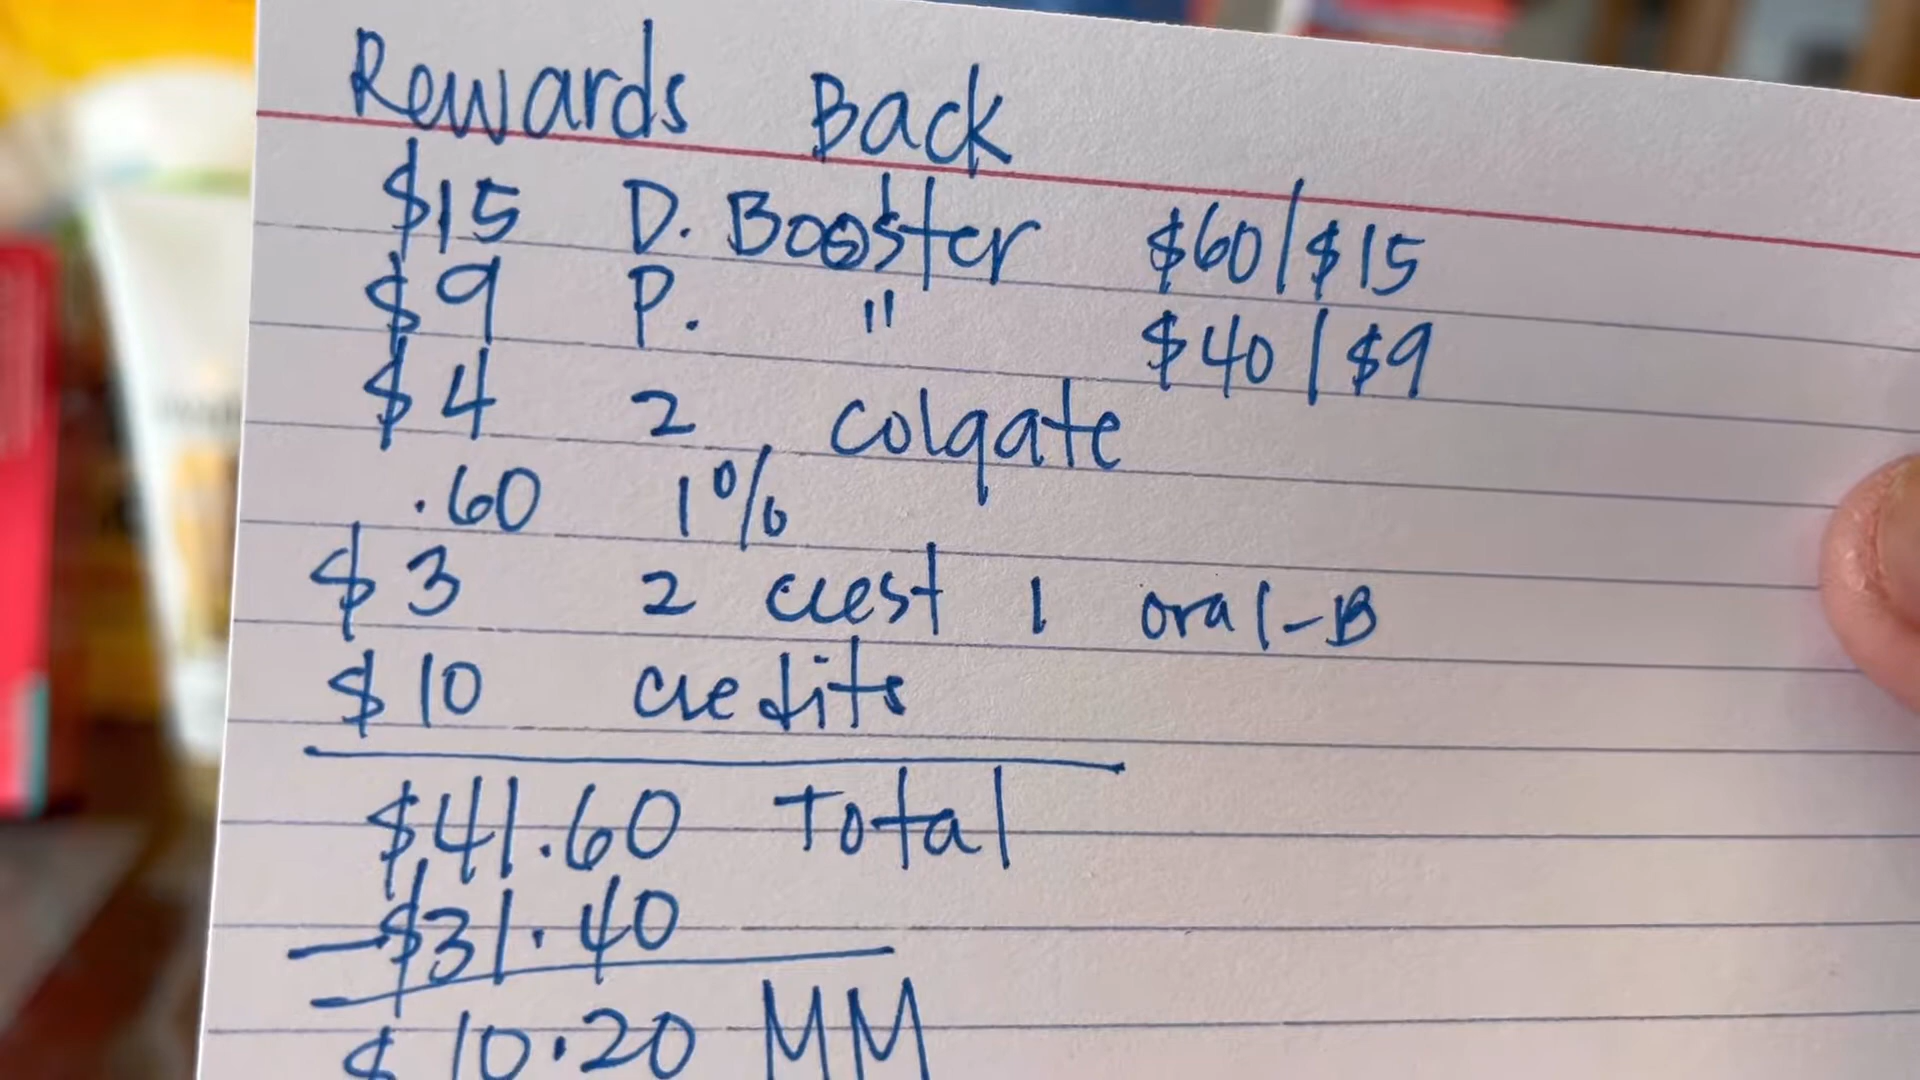 Rewards Back
$15 D. Booster $60/$15
$9 P. " $40/$9
$4 2 Colgate
.60 1%
$3 2 crest 1 oral-B
$10 credits
$41.60 Total
-$31.40
$10.20 MM